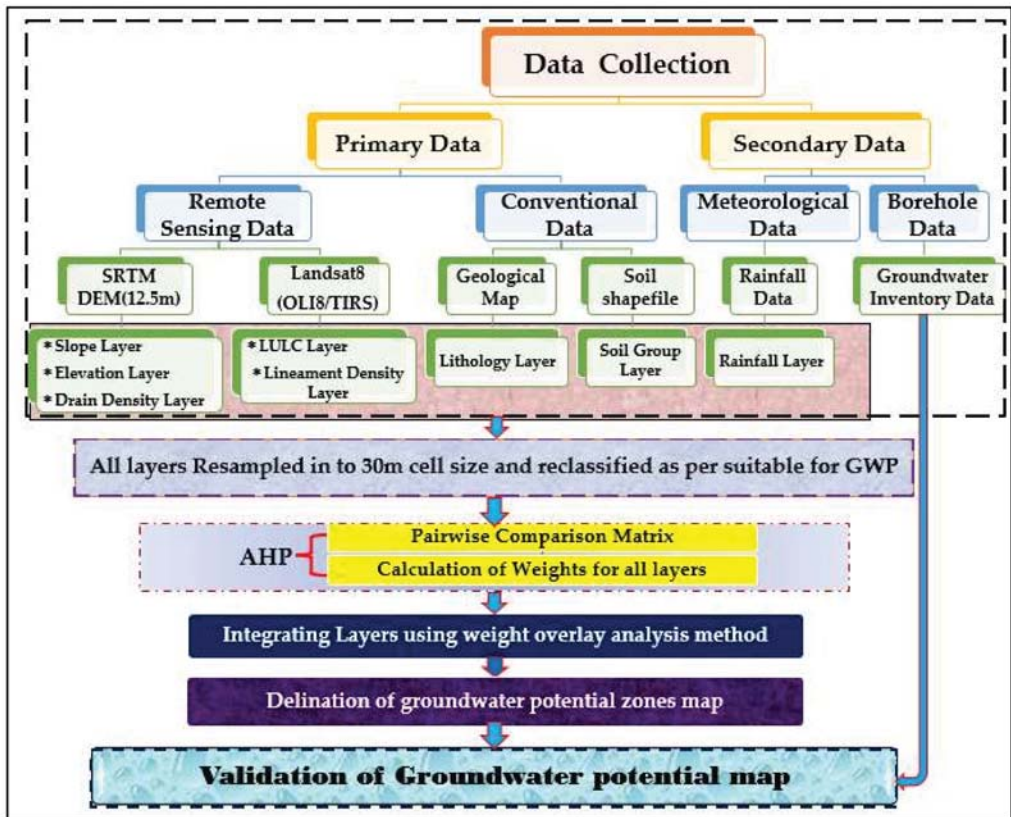 Data Collection
Primary Data
Secondary Data
Remote
Sensing Data
Conventional
Data
Meteorological
Data
Borehole
Data
SRTM
DEM(12.5m)
Landsat8
(OLI8/TIRS)
Geological
Map
Soil
shapefile
Rainfall
Data
Groundwater
Inventory Data
* Slope Layer
* Elevation Layer
* Drain Density Layer
* LULC Layer
* Lineament Density
Layer
Lithology Layer
Soil Group
Layer
Rainfall Layer
All layers Resampled in to 30m cell size and reclassified as per suitable for GWP
AHP
Pairwise Comparison Matrix
Calculation of Weights for all layers
Integrating Layers using weight overlay analysis method
Delination of groundwater potential zones map
Validation of Groundwater potential map